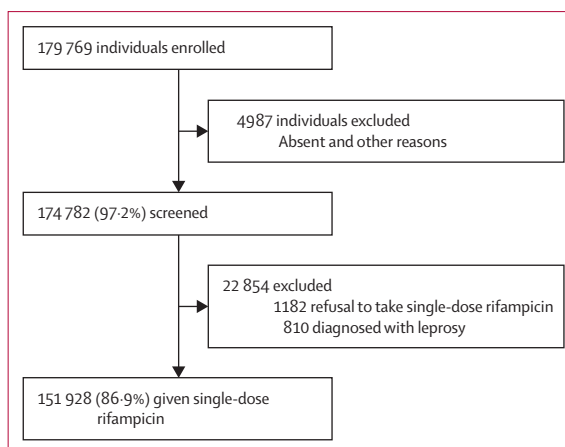 179 769 individuals enrolled
4987 individuals excluded
Absent and other reasons
174 782 (97·2%) screened
22 854 excluded
1182 refusal to take single-dose rifampicin
810 diagnosed with leprosy
151 928 (86·9%) given single-dose
rifampicin